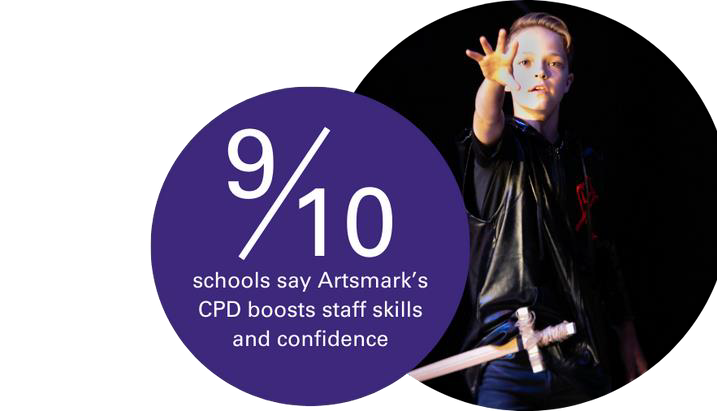 9/10
schools say Artsmark's
CPD boosts staff skills
and confidence